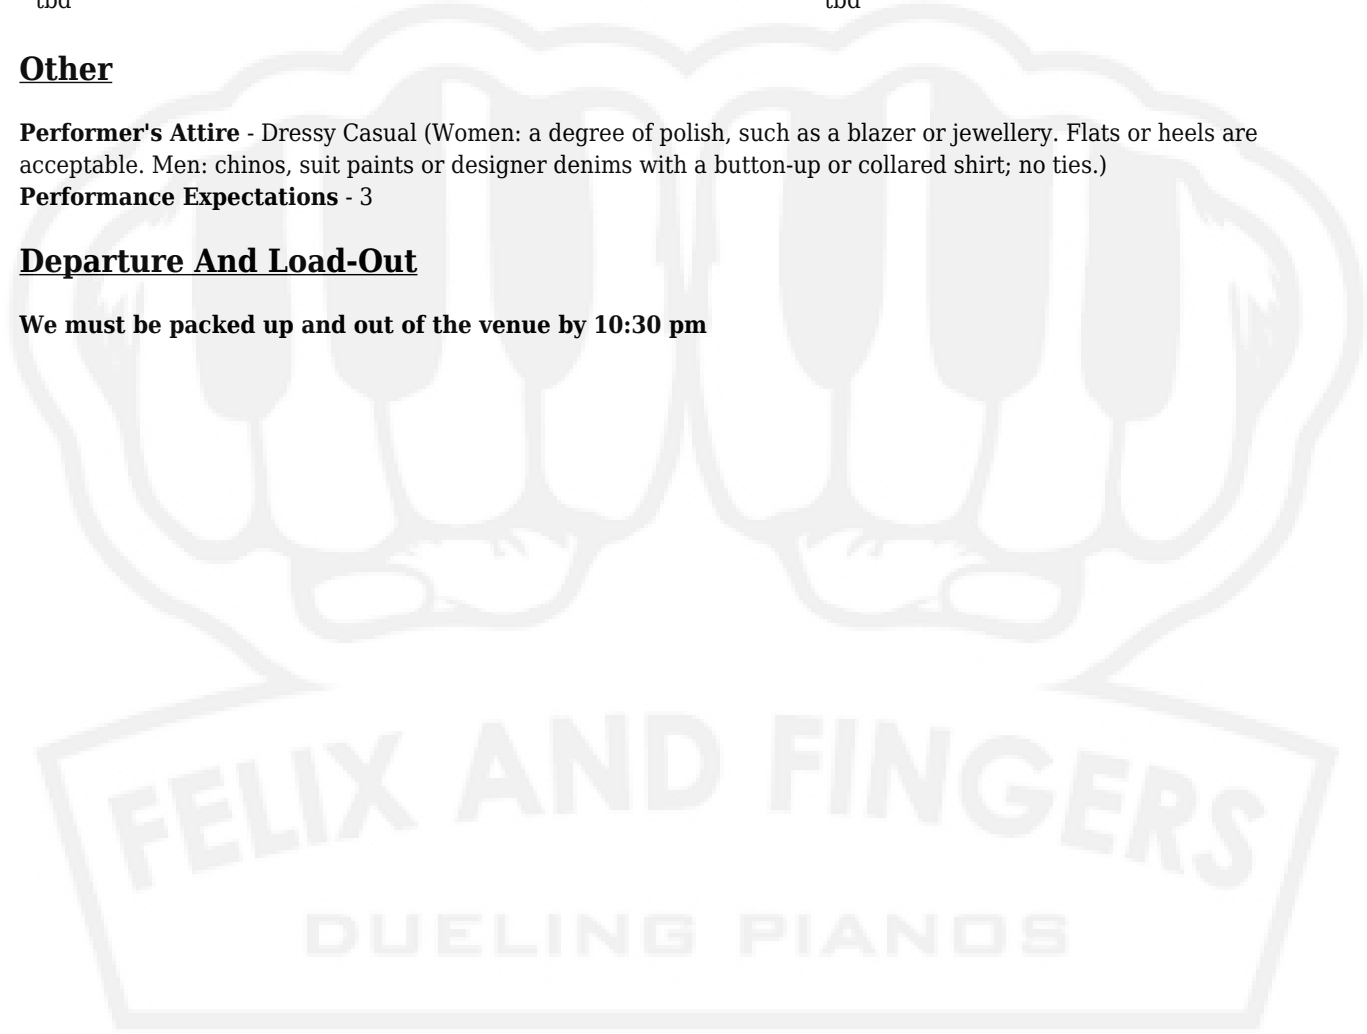 tbd tbd
Other
Performer's Attire - Dressy Casual (Women: a degree of polish, such as a blazer or jewellery. Flats or heels are
acceptable. Men: chinos, suit paints or designer denims with a button-up or collared shirt; no ties.)
Performance Expectations - 3
Departure And Load-Out
We must be packed up and out of the venue by 10:30 pm
FELIX AND FINGERS
DUELING PIANOS